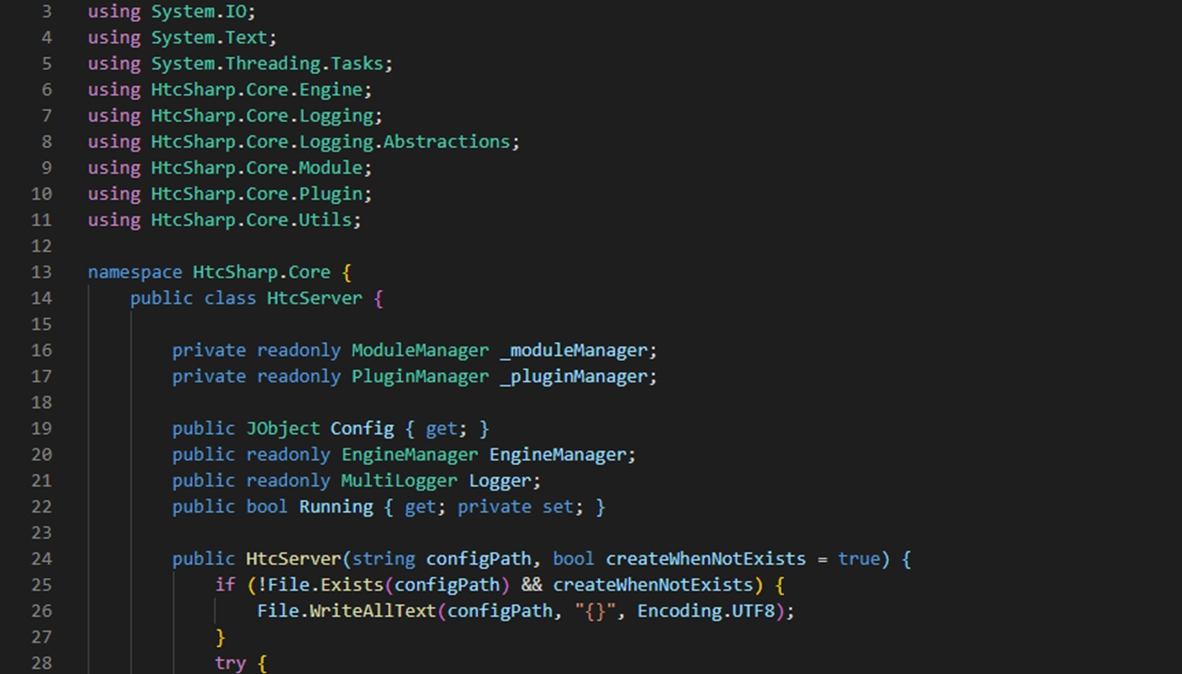 3 using System.IO;
4 using System.Text;
5 using System.Threading.Tasks;
6 using HtcSharp.Core.Engine;
7 using HtcSharp.Core.Logging;
8 using HtcSharp.Core.Logging.Abstractions;
9 using HtcSharp.Core.Module;
10 using HtcSharp.Core.Plugin;
11 using HtcSharp.Core.Utils;
12
13 namespace HtcSharp.Core {
14     public class HtcServer {
15
16         private readonly ModuleManager _moduleManager;
17         private readonly PluginManager _pluginManager;
18
19         public JObject Config { get; }
20         public readonly EngineManager EngineManager;
21         public readonly MultiLogger Logger;
22         public bool Running { get; private set; }
23
24         public HtcServer(string configPath, bool createWhenNotExists = true) {
25             if (!File.Exists(configPath) && createWhenNotExists) {
26                 File.WriteAllText(configPath, "{}", Encoding.UTF8);
27             }
28             try {